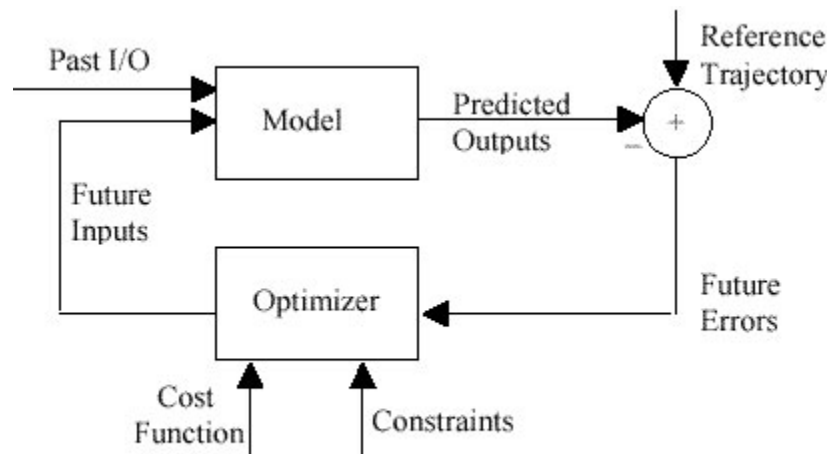 Past I/O
Model
Predicted
Outputs
Reference
Trajectory
+
−
Future
Inputs
Optimizer
Future
Errors
Cost
Function
Constraints